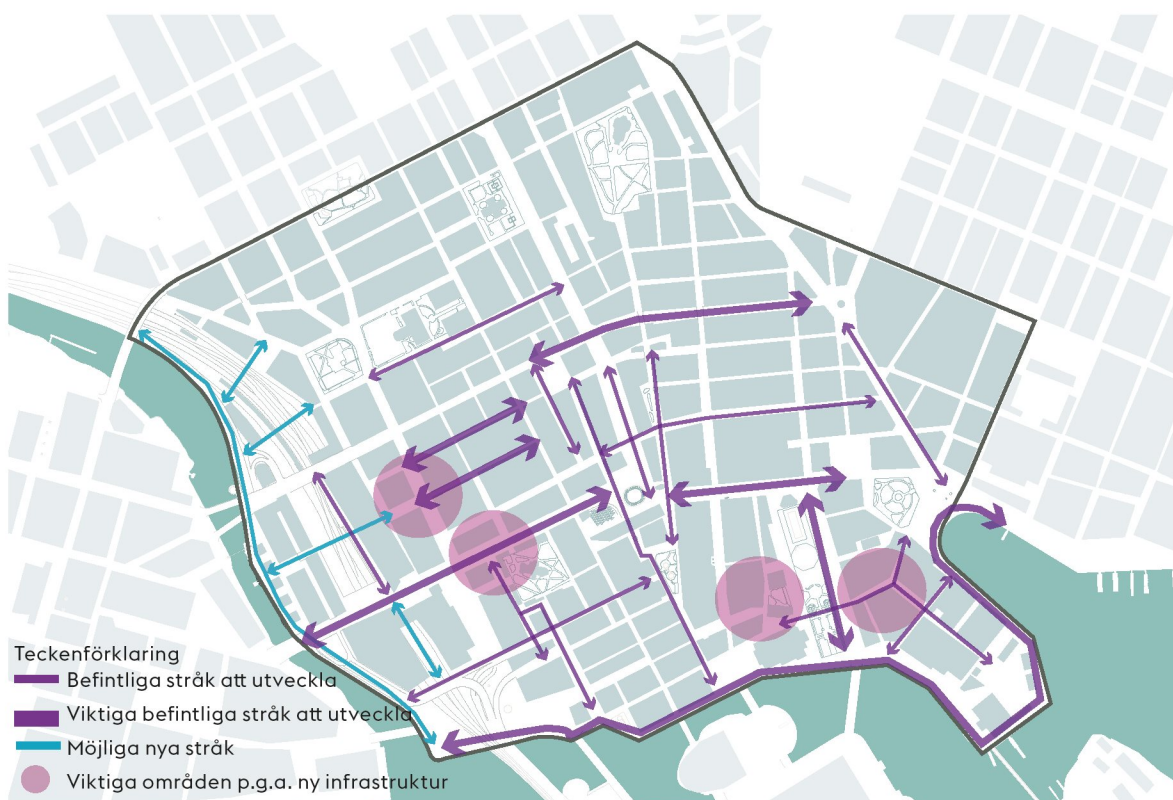 Teckenförklaring
Befintliga stråk att utveckla
Viktiga befintliga stråk att utveckla
Möjliga nya stråk
Viktiga områden p.g.a. ny infrastruktur